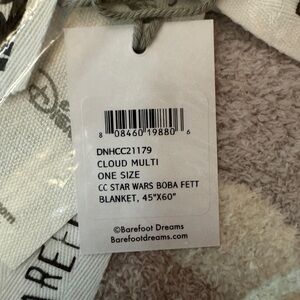 8 08460 19880 6
DNHCC21179
CLOUD MULTI
ONE SIZE
CC STAR WARS BOBA FETT
BLANKET, 45"X60"
©Barefoot Dreams
Barefootdreams.com